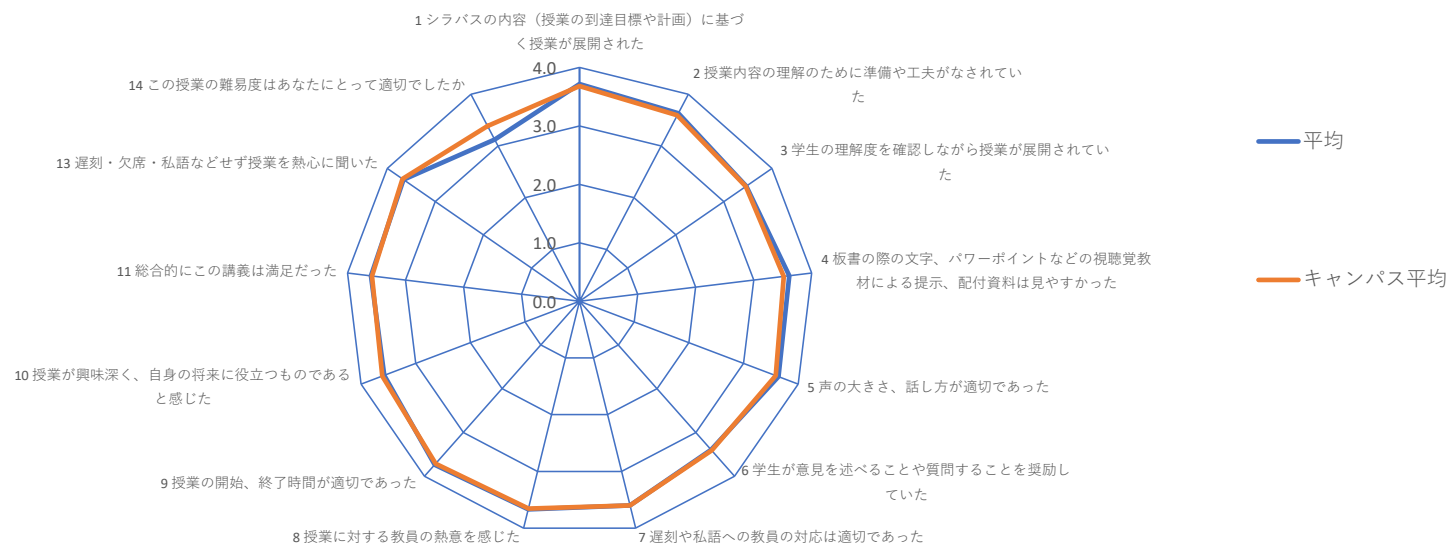 1 シラバスの内容（授業の到達目標や計画）に基づ
く授業が展開された
2 授業内容の理解のために準備や工夫がなされてい
た
3 学生の理解度を確認しながら授業が展開されてい
た
4 板書の際の文字、パワーポイントなどの視聴覚教
材による提示、配付資料は見やすかった
5 声の大きさ、話し方が適切であった
6 学生が意見を述べることや質問することを奨励し
ていた
7 遅刻や私語への教員の対応は適切であった
8 授業に対する教員の熱意を感じた
9 授業の開始、終了時間が適切であった
10 授業が興味深く、自身の将来に役立つものである
と感じた
11 総合的にこの講義は満足だった
13 遅刻・欠席・私語などせず授業を熱心に聞いた
14 この授業の難易度はあなたにとって適切でしたか
4.0
3.0
2.0
1.0
0.0
平均
キャンパス平均